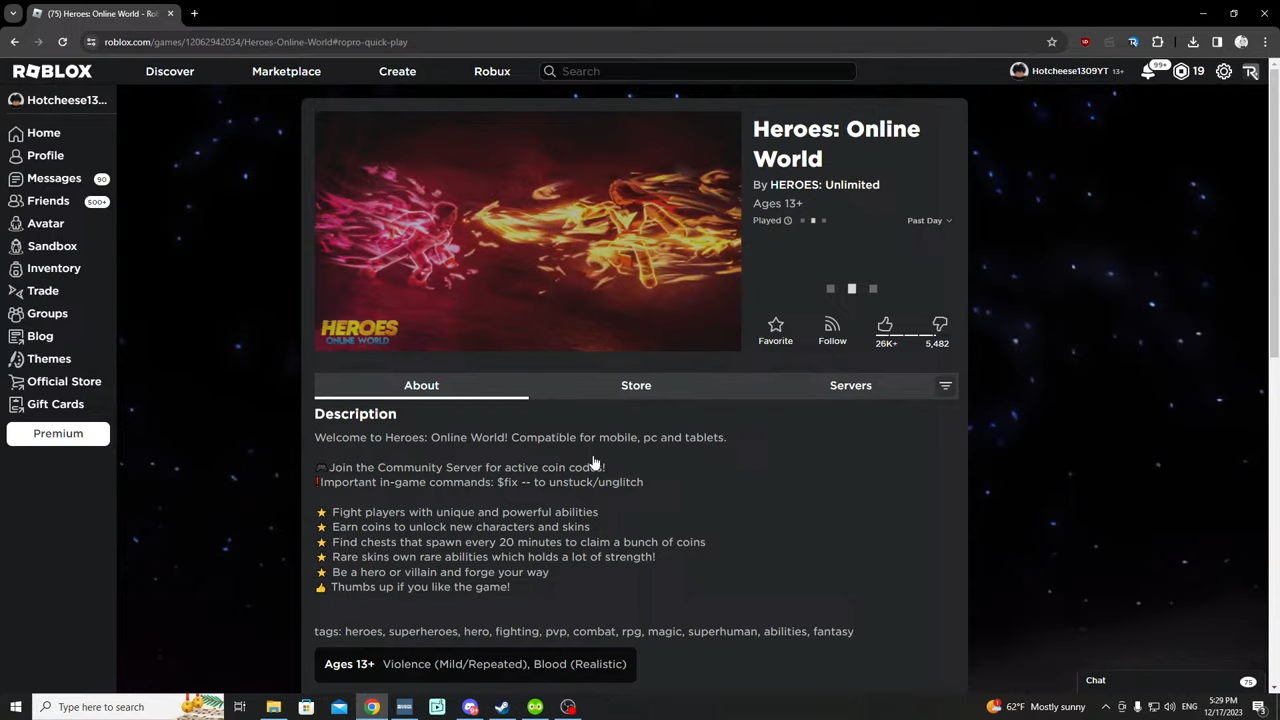 (75) Heroes: Online World - Ro
roblox.com/games/12062942034/Heroes-Online-World#ropro-quick-play
ROBLOX
Discover
Marketplace
Create
Robux
Search
Hotcheese1309YT 13+
99+
19
Hotcheese13...
Home
Profile
Messages 90
Friends 500+
Avatar
Sandbox
Inventory
Trade
Groups
Blog
Themes
Official Store
Gift Cards
Premium
HEROES
ONLINE WORLD
Heroes: Online
World
By HEROES: Unlimited
Ages 13+
Played
Past Day
Favorite
Follow
26K+
5,482
About
Store
Servers
Description
Welcome to Heroes: Online World! Compatible for mobile, pc and tablets.
🎮Join the Community Server for active coin codes!
❗Important in-game commands: $fix -- to unstuck/unglitch
⭐ Fight players with unique and powerful abilities
⭐ Earn coins to unlock new characters and skins
⭐ Find chests that spawn every 20 minutes to claim a bunch of coins
⭐ Rare skins own rare abilities which holds a lot of strength!
⭐ Be a hero or villain and forge your way
👍 Thumbs up if you like the game!
tags: heroes, superheroes, hero, fighting, pvp, combat, rpg, magic, superhuman, abilities, fantasy
Ages 13+ Violence (Mild/Repeated), Blood (Realistic)
Chat
75
Type here to search
62°F Mostly sunny
5:29 PM
12/17/2023